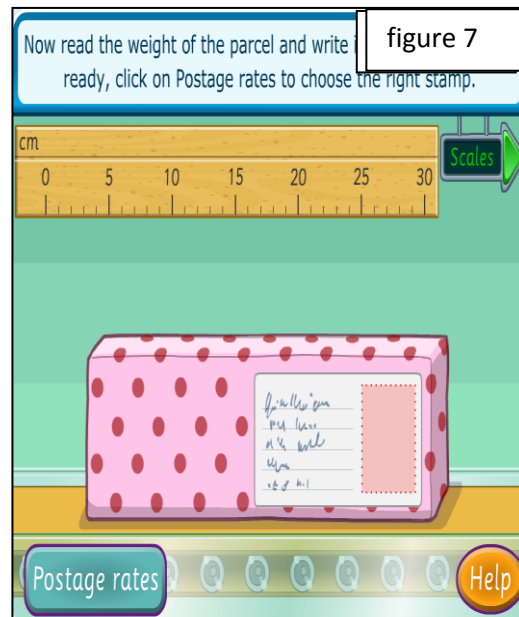 figure 7
Now read the weight of the parcel and write i
ready, click on Postage rates to choose the right stamp.
cm
Scales
0 5 10 15 20 25 30
Postage rates
Help